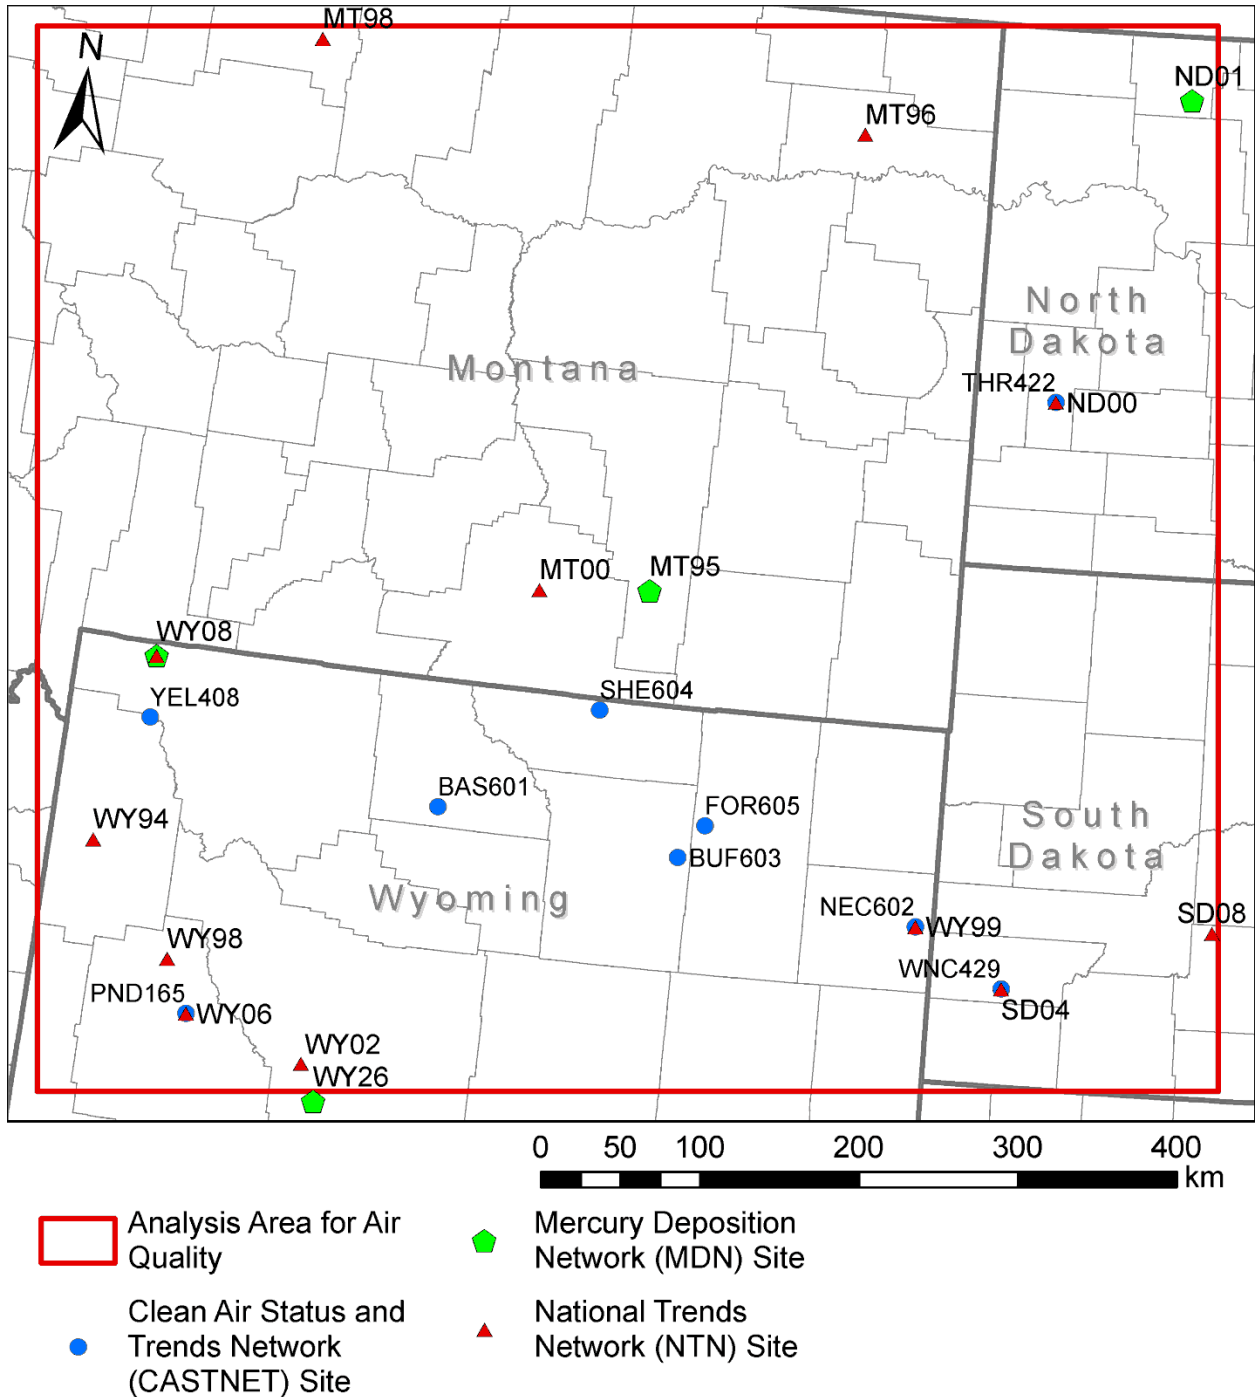 MT98
N
ND01
MT96
North
Dakota
Montana
THR422
ND00
MT00
MT95
WY08
YEL408
SHE604
BAS601
FOR605
BUF603
South
Dakota
WY94
Wyoming
NEC602
WY99
SD08
WY98
WNC429
SD04
PND165
WY06
WY02
WY26
0 50 100 200 300 400
km
Analysis Area for Air
Quality
Mercury Deposition
Network (MDN) Site
Clean Air Status and
Trends Network
(CASTNET) Site
National Trends
Network (NTN) Site